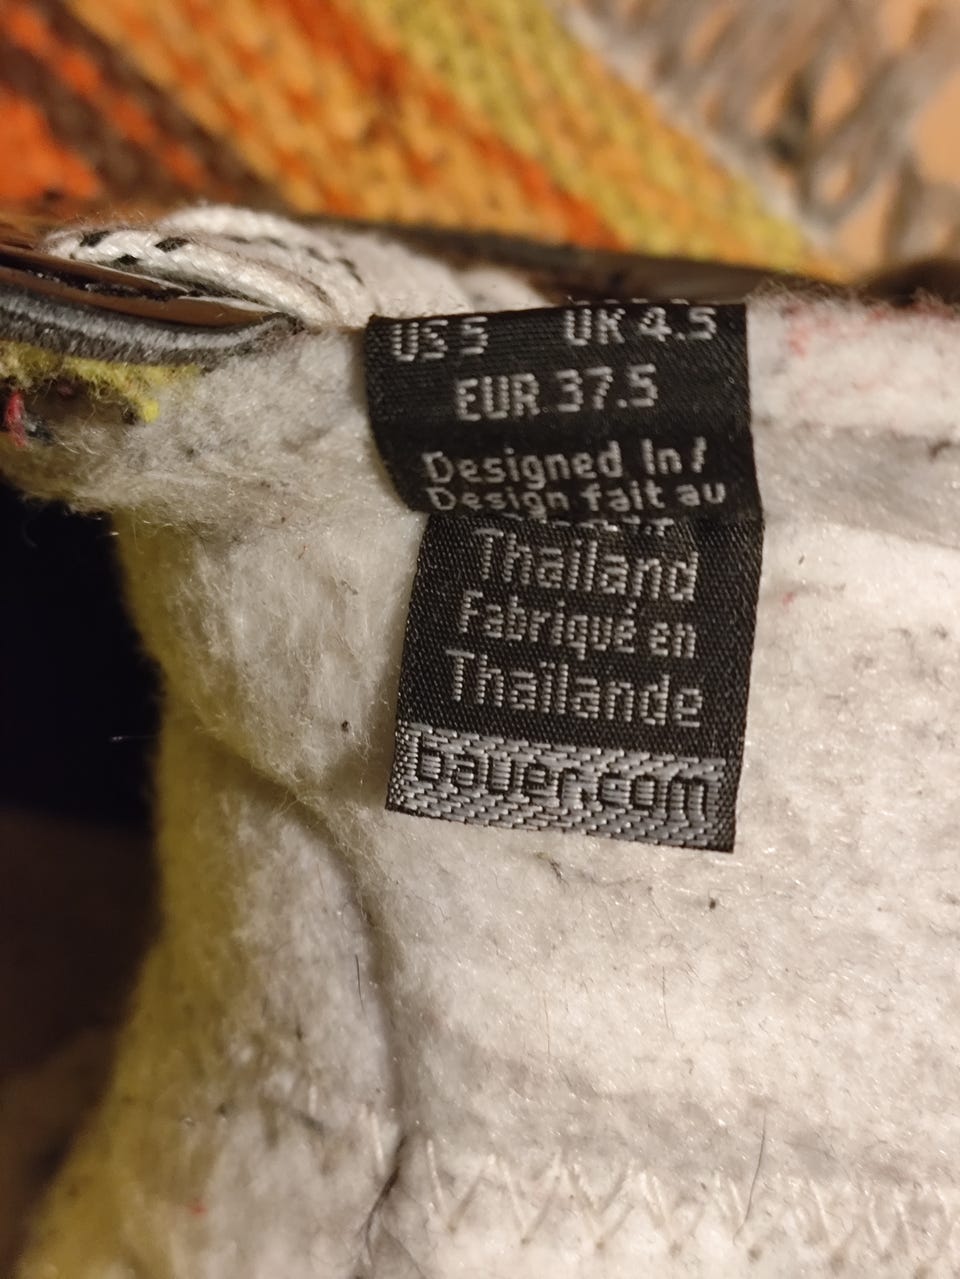 US 5 UK 4.5
EUR 37.5
Designed In/
Design fait au
Thailand
Fabriqué en
Thaïlande
bauer.com